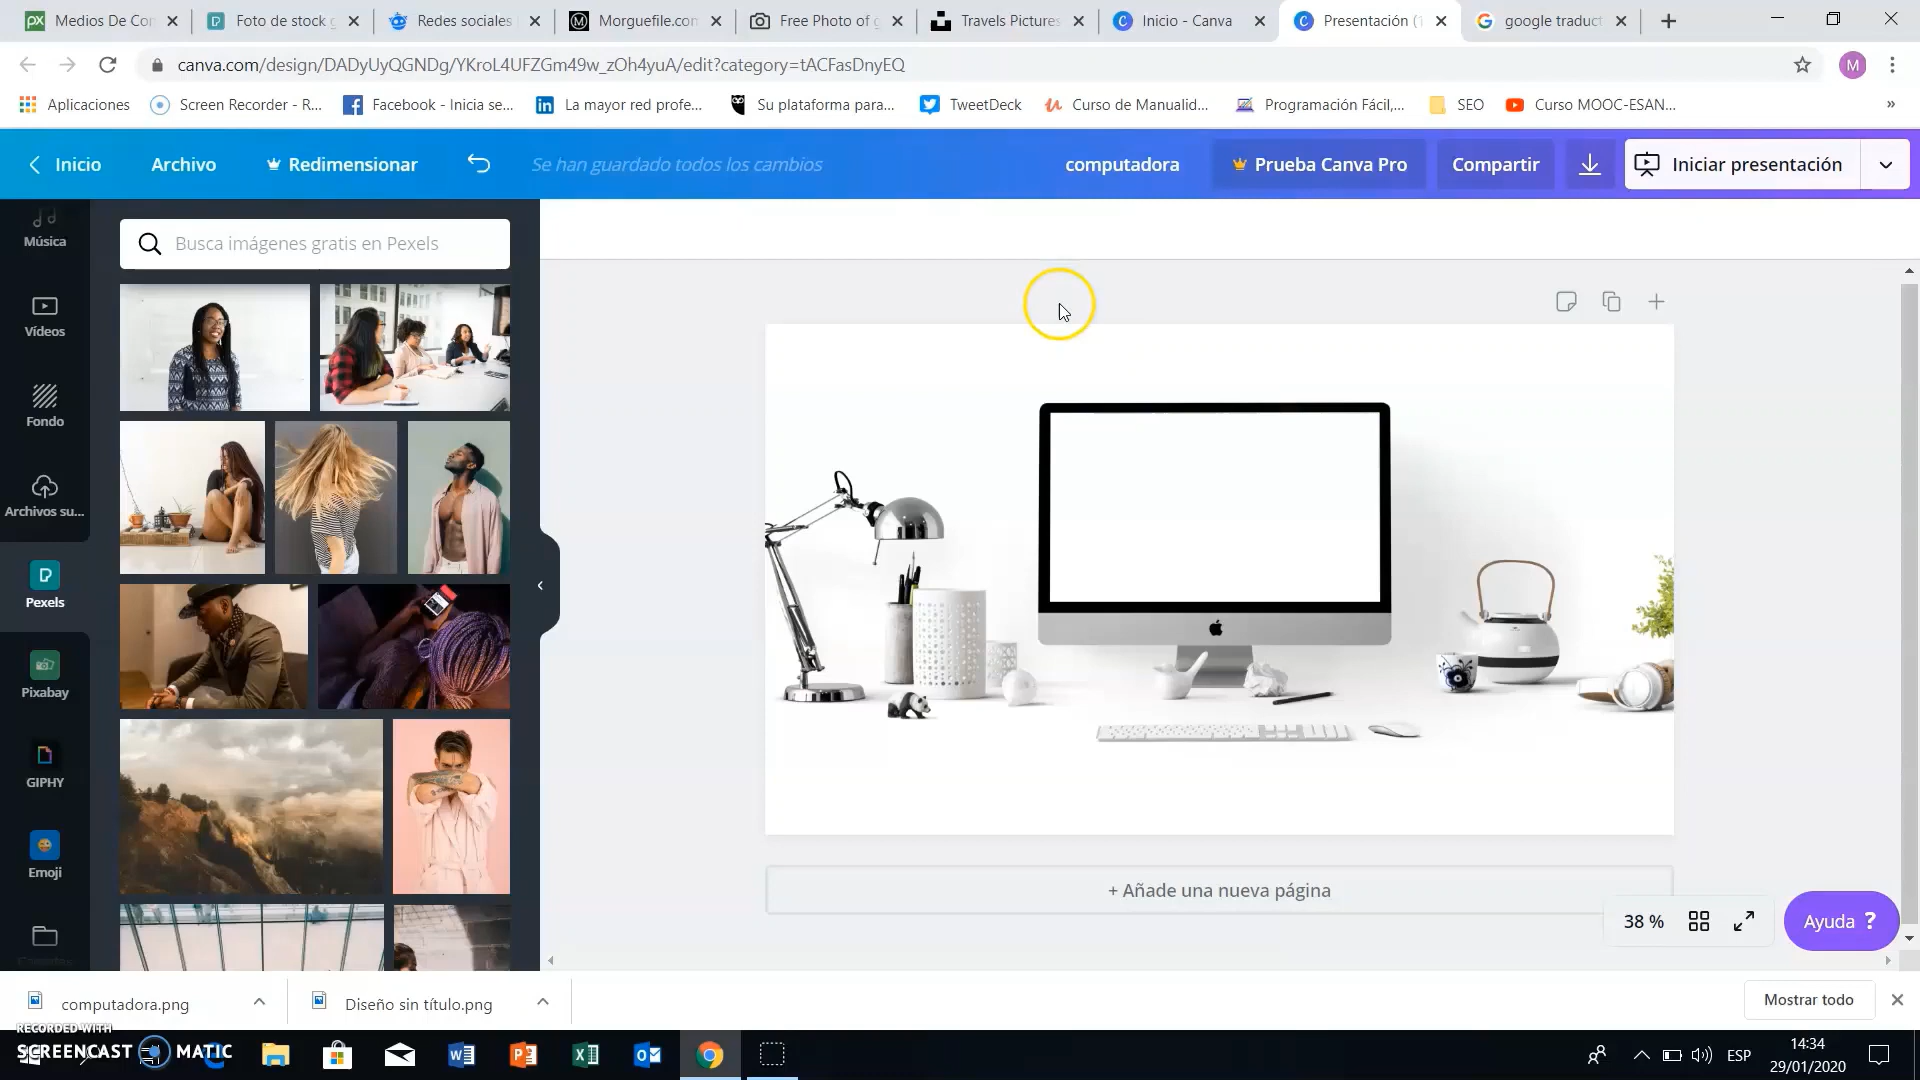 Medios De Con
Foto de stock g
Redes sociales
Morguefile.con
Free Photo of g
Travels Pictures
Inicio - Canva
Presentación (1
google traduct
canva.com/design/DADyUyQGNDg/YKroL4UFZGm49w_zOh4yuA/edit?category=tACFasDnyEQ
M
Aplicaciones
Screen Recorder - R...
Facebook - Inicia se...
La mayor red profe...
Su plataforma para...
TweetDeck
Curso de Manualid...
Programación Fácil,...
SEO
Curso MOOC-ESAN...
»
Inicio
Archivo
Redimensionar
Se han guardado todos los cambios
computadora
Prueba Canva Pro
Compartir
Iniciar presentación
Música
Vídeos
Fondo
Archivos su...
Pexels
Pixabay
GIPHY
Emoji
Busca imágenes gratis en Pexels
+ Añade una nueva página
38 %
Ayuda ?
computadora.png
Diseño sin título.png
Mostrar todo
RECORDED WITH
SCREENCAST MATIC
ESP
14:34
29/01/2020